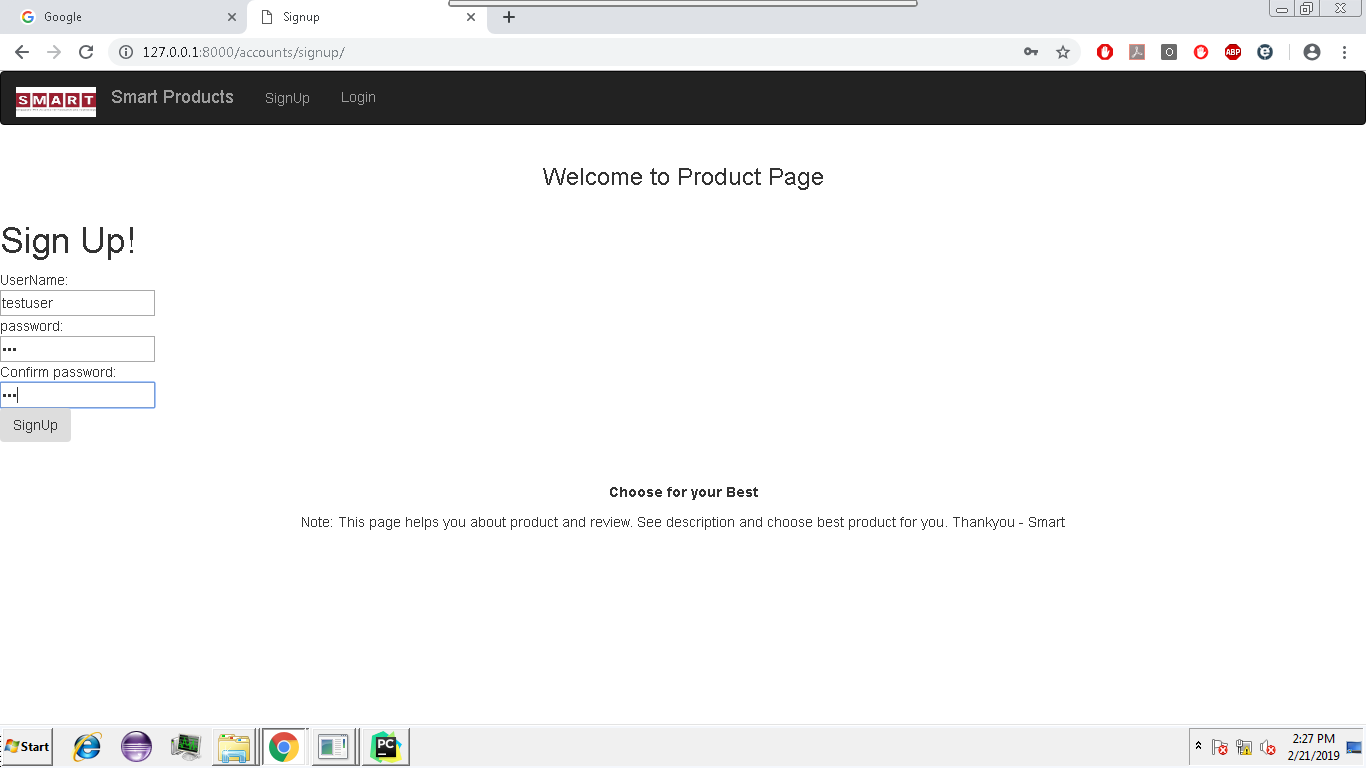 Google
Signup
127.0.0.1:8000/accounts/signup/
ABP
SMART
Smart Products
SignUp
Login
Welcome to Product Page
Sign Up!
UserName:
testuser
password:
•••
Confirm password:
•••
SignUp
Choose for your Best
Note: This page helps you about product and review. See description and choose best product for you. Thankyou - Smart
Start
PC
2:27 PM
2/21/2019